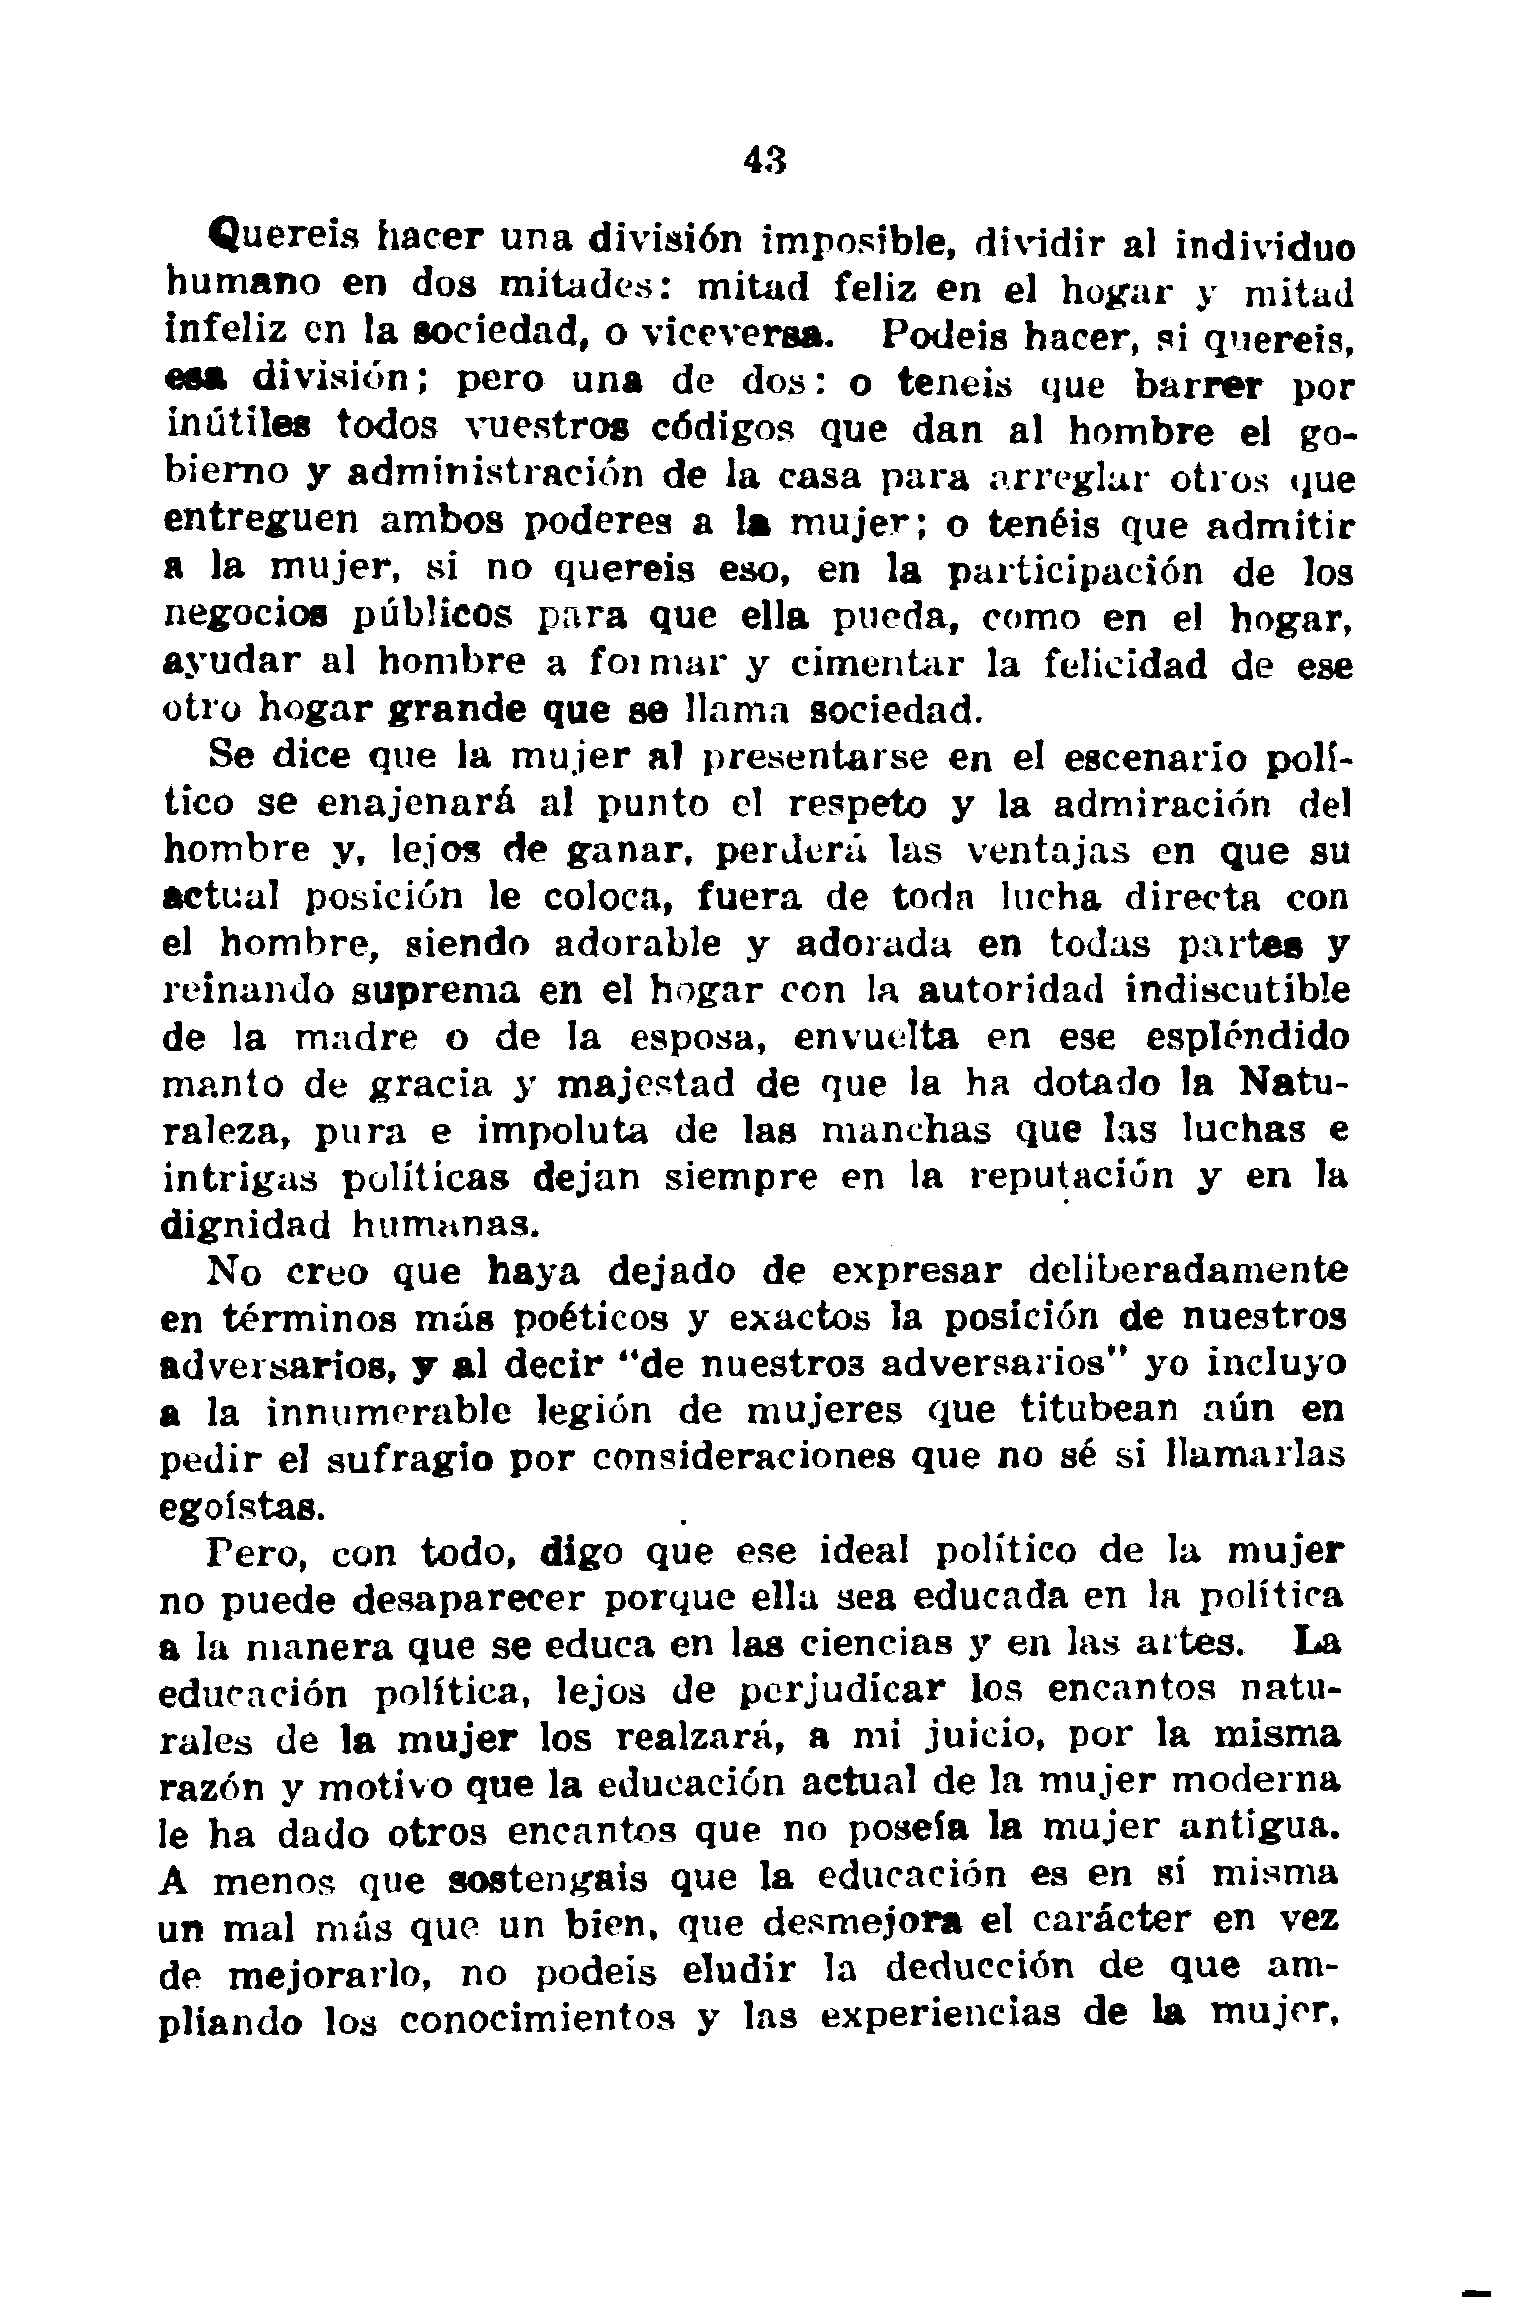 43
Quereis hacer una división imposible, dividir al individuo
humano en dos mitades: mitad feliz en el hogar y mitad
infeliz en la sociedad, o viceversa. Podeis hacer, si quereis,
esa división; pero una de dos: o teneis que barrer por
inútiles todos vuestros códigos que dan al hombre el go-
bierno y administración de la casa para arreglar otros que
entreguen ambos poderes a la mujer; o tenéis que admitir
a la mujer, si no quereis eso, en la participación de los
negocios públicos para que ella pueda, como en el hogar,
ayudar al hombre a formar y cimentar la felicidad de ese
otro hogar grande que se llama sociedad.
Se dice que la mujer al presentarse en el escenario polí-
tico se enajenará al punto el respeto y la admiración del
hombre y, lejos de ganar, perderá las ventajas en que su
actual posición le coloca, fuera de toda lucha directa con
el hombre, siendo adorable y adorada en todas partes y
reinando suprema en el hogar con la autoridad indiscutible
de la madre o de la esposa, envuelta en ese espléndido
manto de gracia y majestad de que la ha dotado la Natu-
raleza, pura e impoluta de las manchas que las luchas e
intrigas políticas dejan siempre en la reputación y en la
dignidad humanas.
No creo que haya dejado de expresar deliberadamente
en términos más poéticos y exactos la posición de nuestros
adversarios, y al decir "de nuestros adversarios" yo incluyo
a la innumerable legión de mujeres que titubean aún en
pedir el sufragio por consideraciones que no sé si llamarlas
egoístas.
Pero, con todo, digo que ese ideal político de la mujer
no puede desaparecer porque ella sea educada en la política
a la manera que se educa en las ciencias y en las artes. La
educación política, lejos de perjudicar los encantos natu-
rales de la mujer los realzará, a mi juicio, por la misma
razón y motivo que la educación actual de la mujer moderna
le ha dado otros encantos que no poseía la mujer antigua.
A menos que sostengais que la educación es en sí misma
un mal más que un bien, que desmejora el carácter en vez
de mejorarlo, no podeis eludir la deducción de que am-
pliando los conocimientos y las experiencias de la mujer,